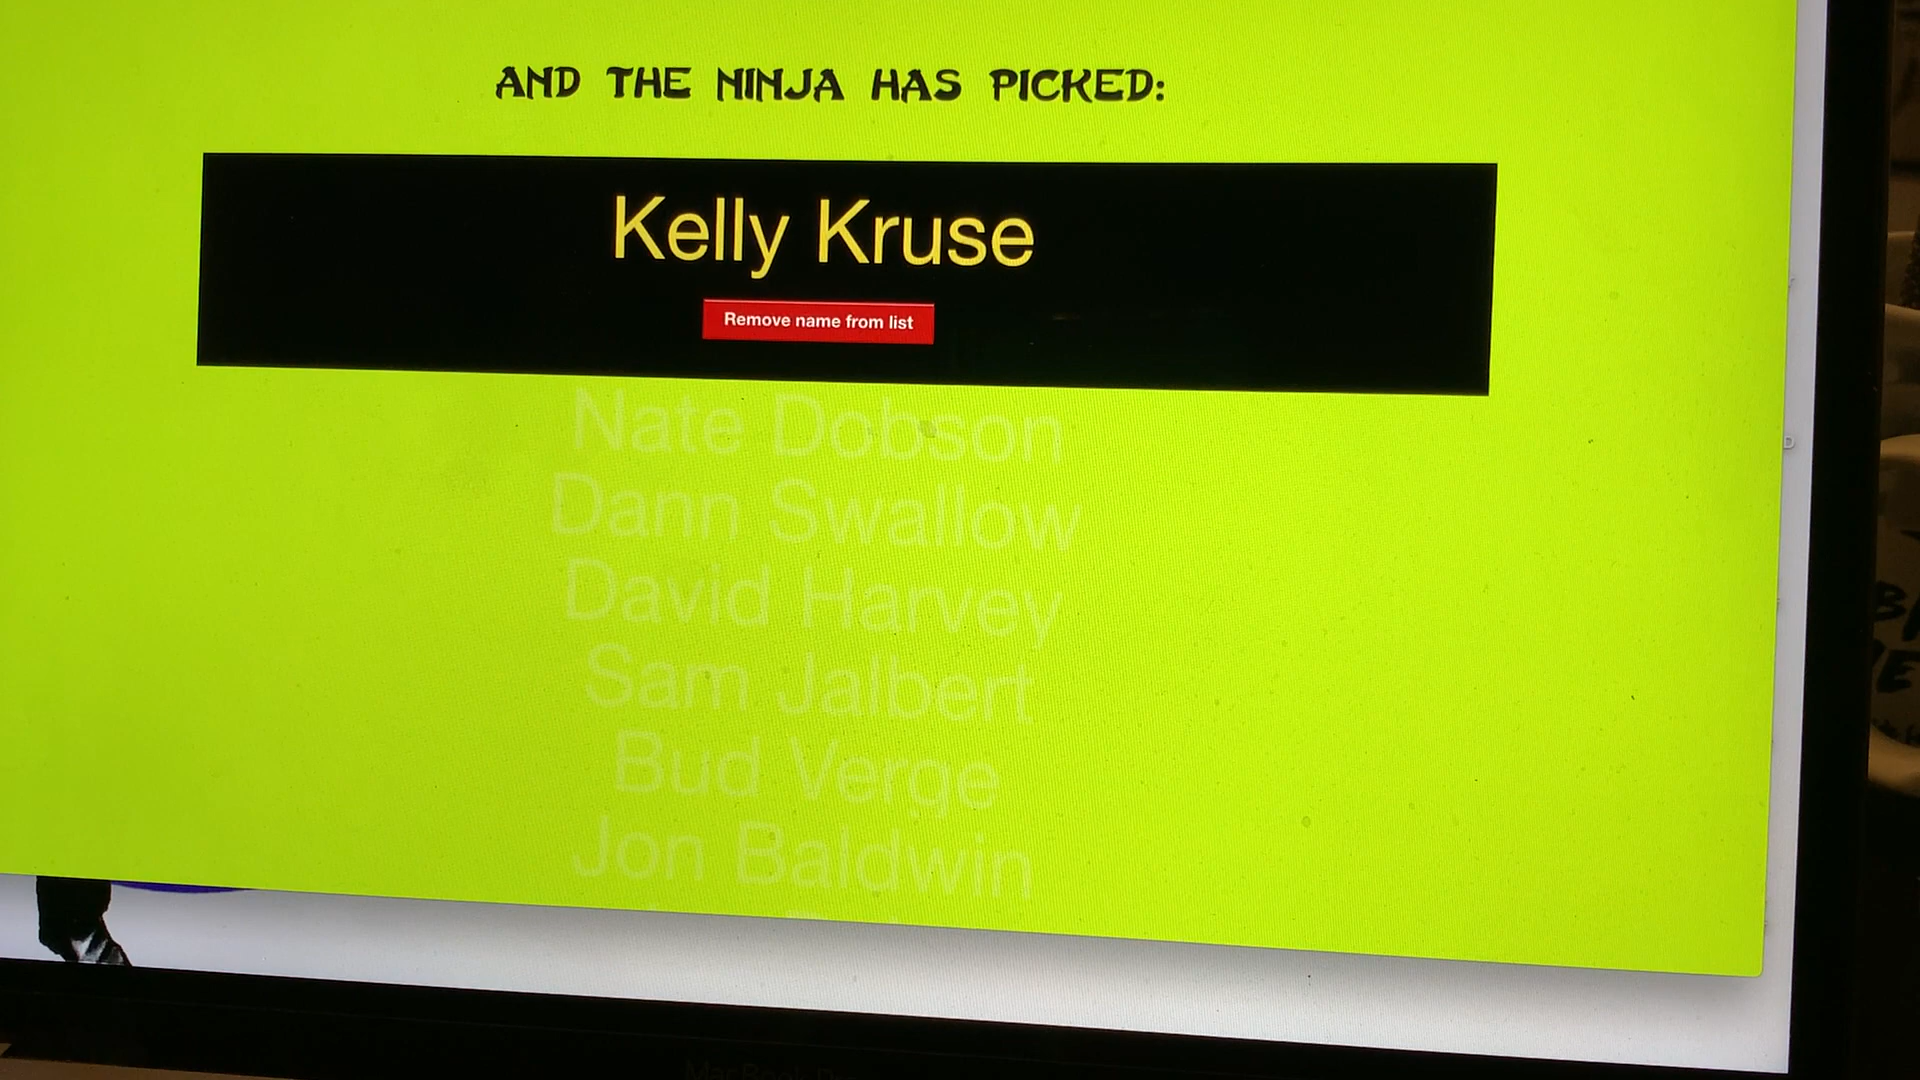 AND THE NINJA HAS PICKED:
Kelly Kruse
Remove name from list
Nate Dobson
Dann Swallow
David Harvey
Sam Jalbert
Bud Verge
Jon Baldwin
MacBook